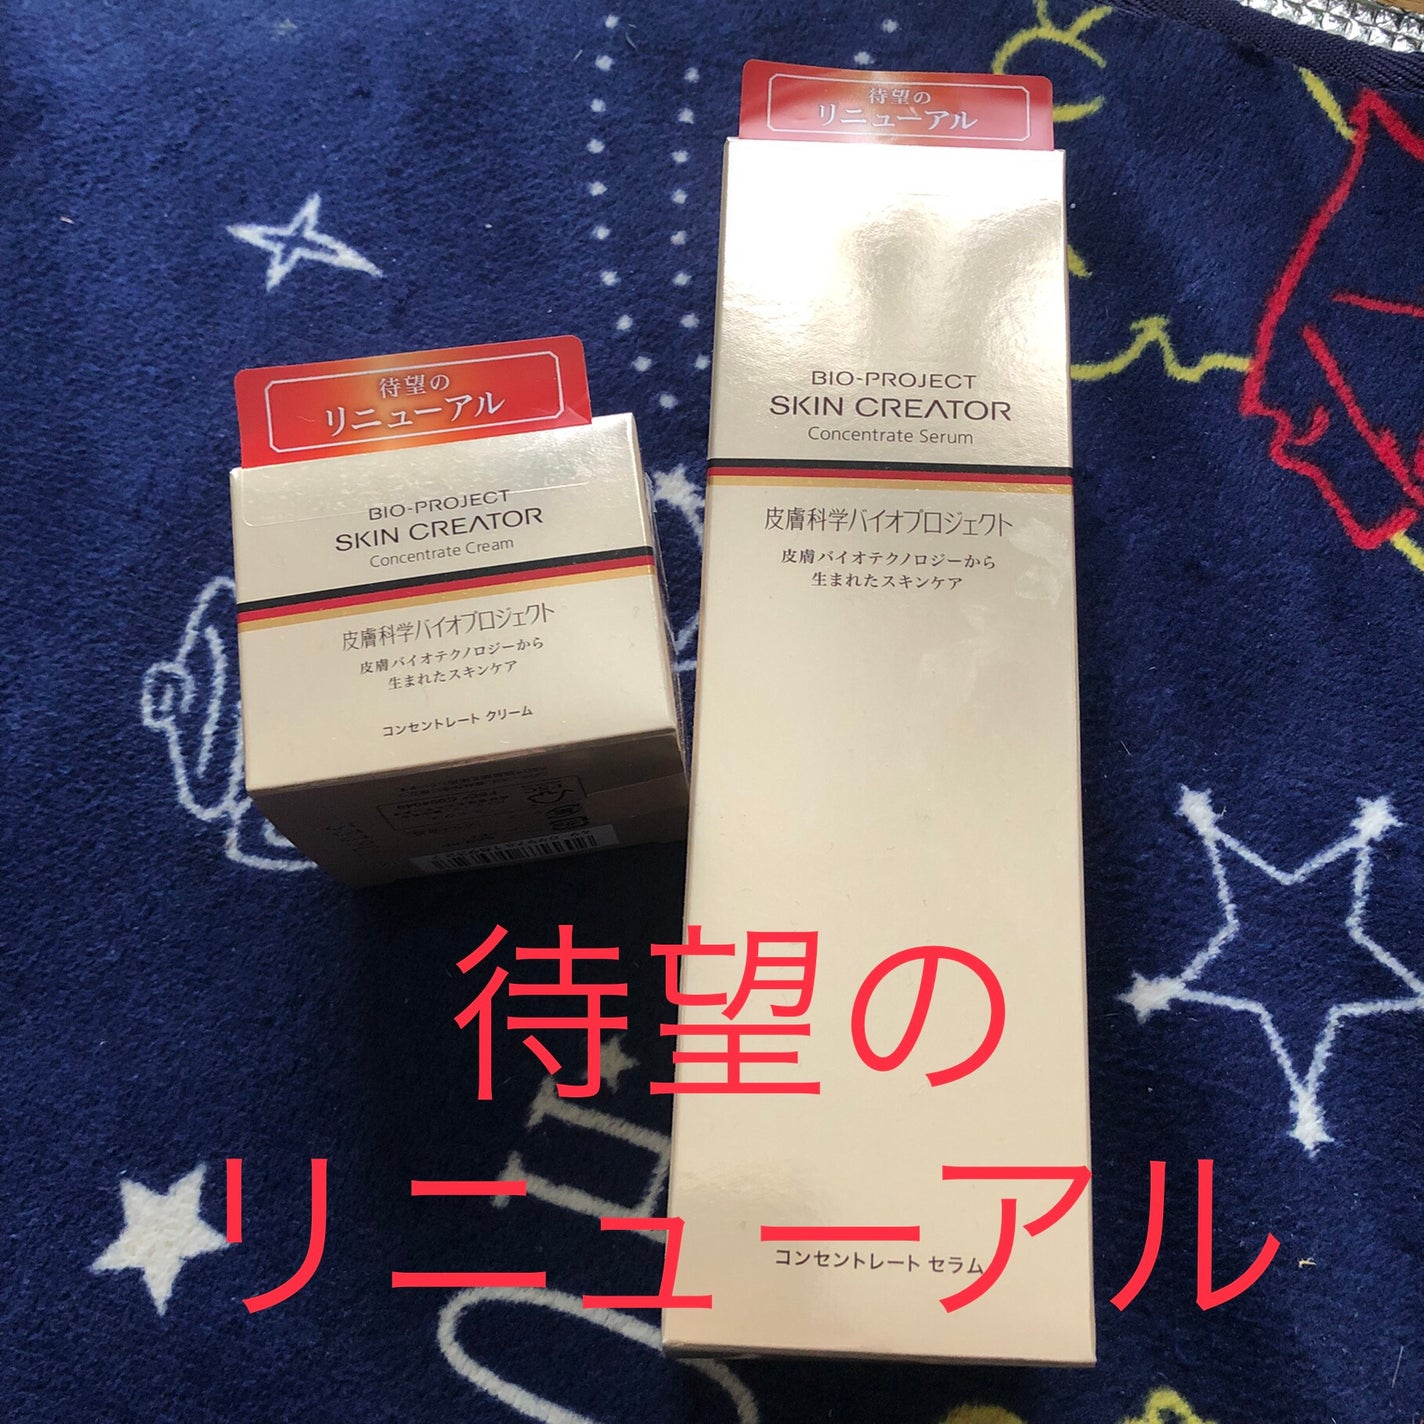 待望の
リニューアル
BIO-PROJECT
SKIN CREATOR
Concentrate Serum
皮膚科学バイオプロジェクト
皮膚バイオテクノロジーから
生まれたスキンケア
コンセントレート セラム
待望の
リニューアル
BIO-PROJECT
SKIN CREATOR
Concentrate Cream
皮膚科学バイオプロジェクト
皮膚バイオテクノロジーから
生まれたスキンケア
コンセントレート クリーム
待望の
リニューアル